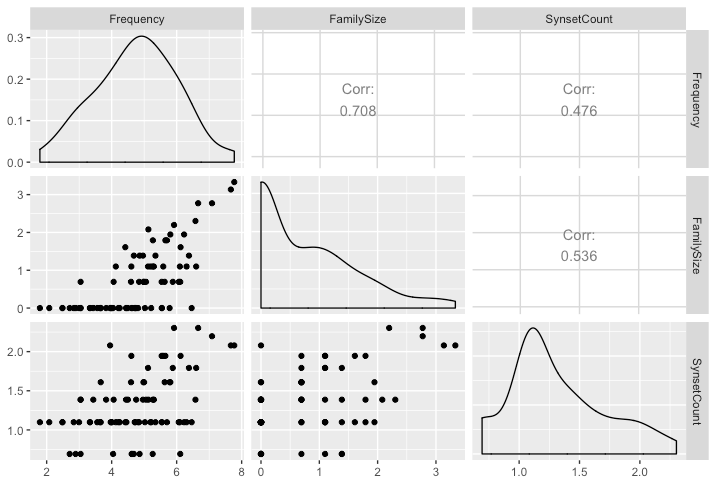 Frequency FamilySize SynsetCount
0.3
0.2
0.1
0.0
Corr:
0.708
Corr:
0.476
Frequency
3
2
1
0
Corr:
0.536
FamilySize
2.0
1.5
1.0
SynsetCount
2 4 6 8 0 1 2 3 1.0 1.5 2.0